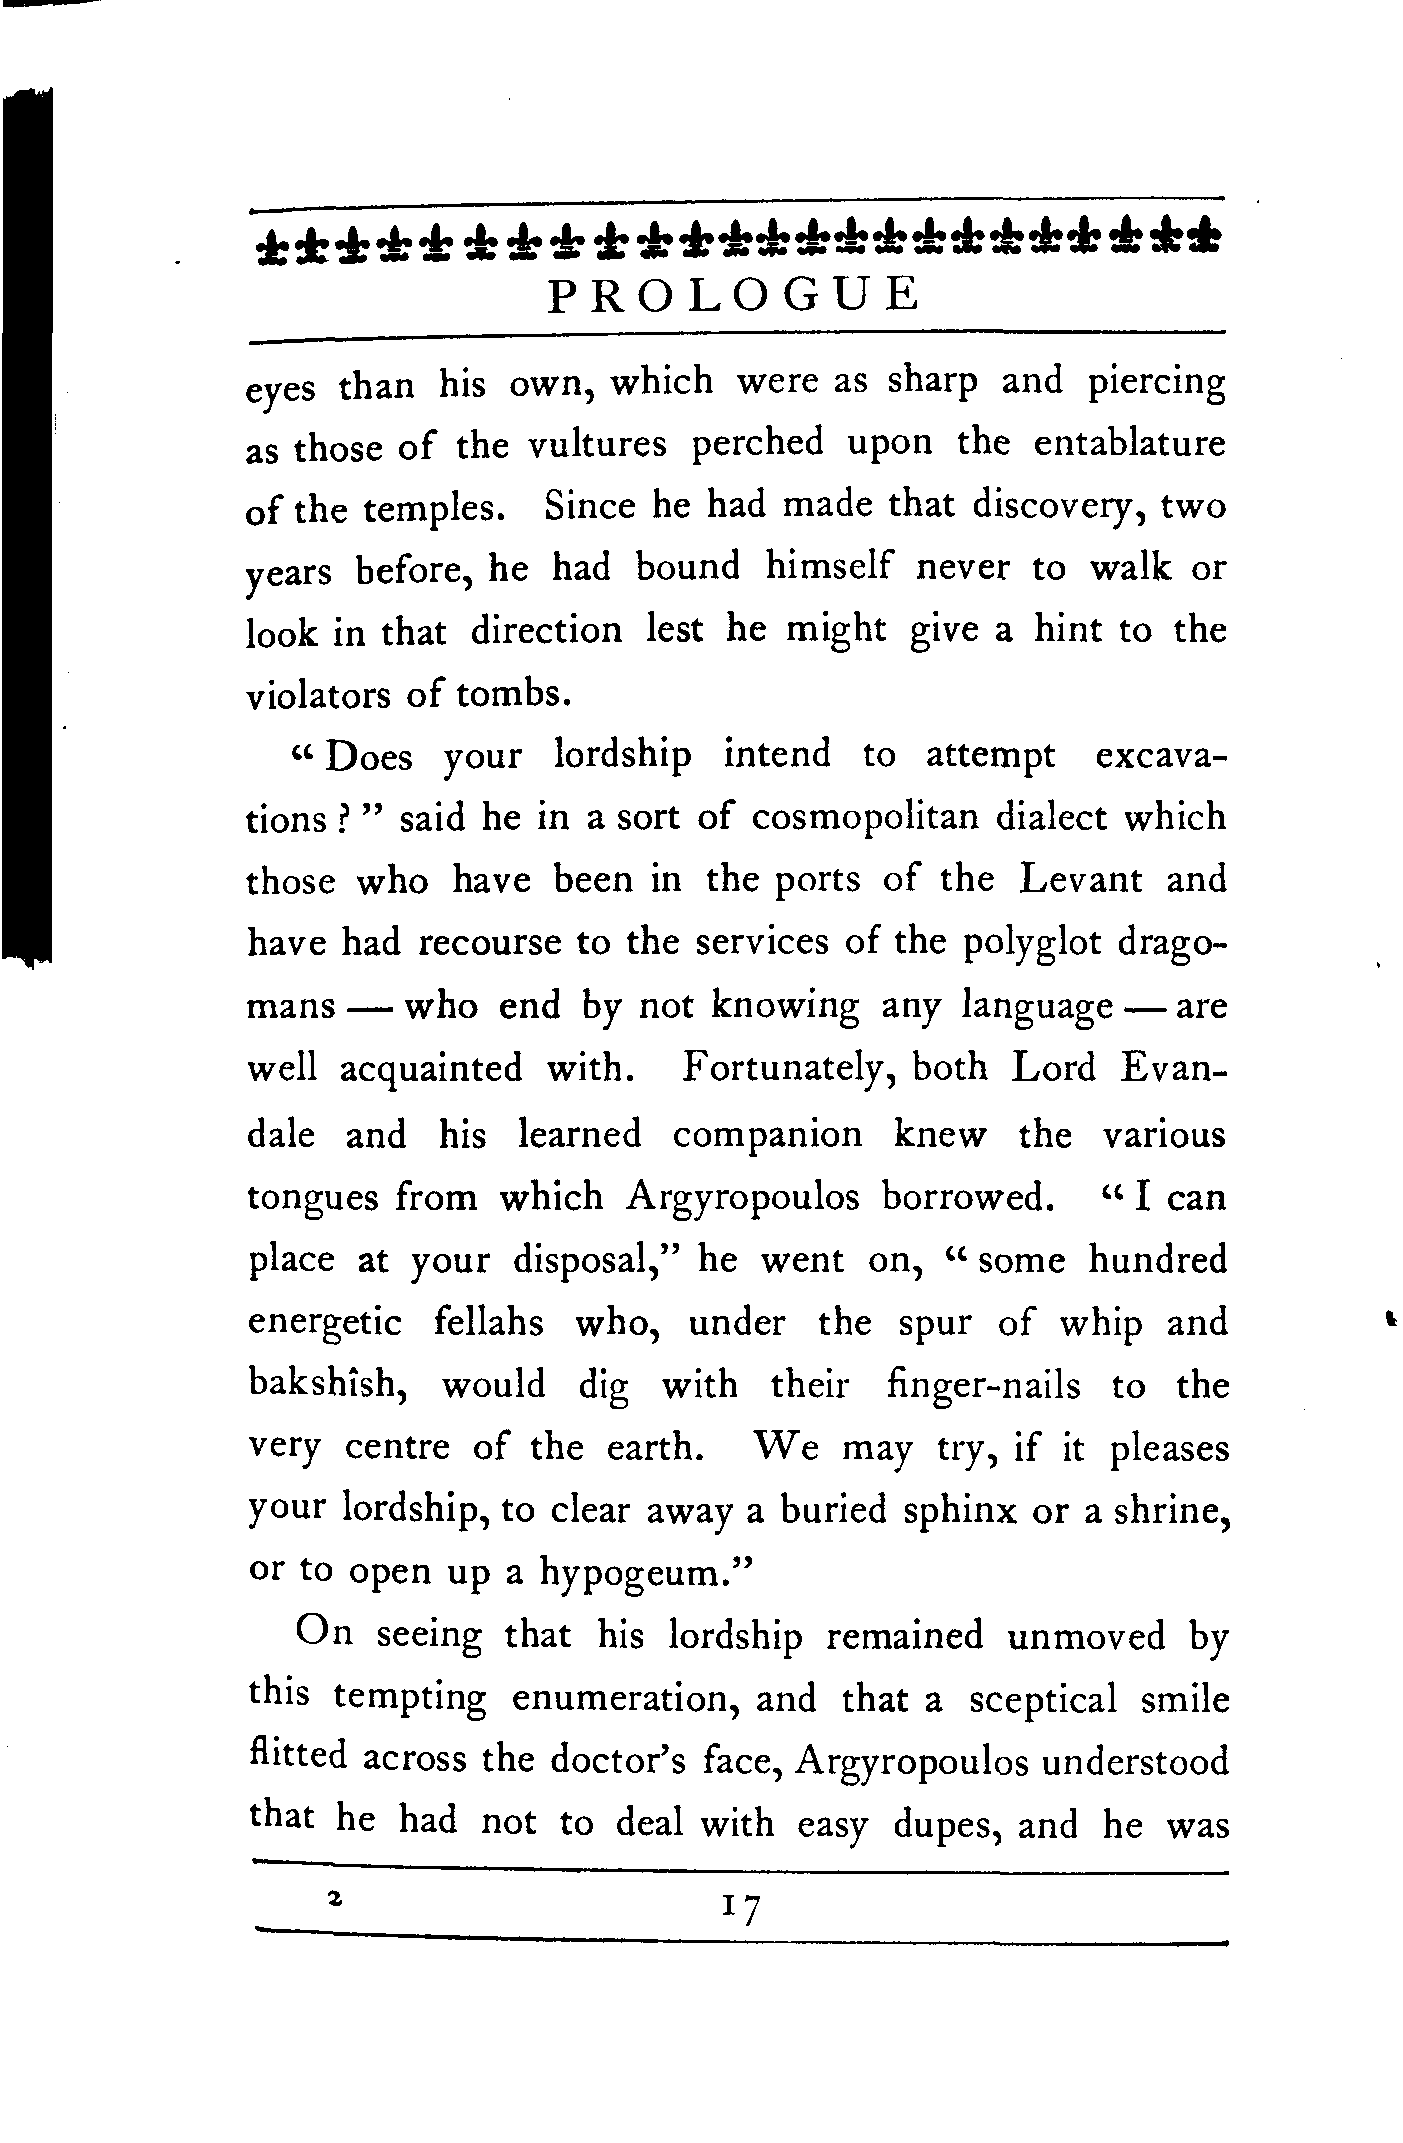 PROLOGUE
eyes than his own, which were as sharp and piercing
as those of the vultures perched upon the entablature
of the temples. Since he had made that discovery, two
years before, he had bound himself never to walk or
look in that direction lest he might give a hint to the
violators of tombs.
“ Does your lordship intend to attempt excava-
tions ? ” said he in a sort of cosmopolitan dialect which
those who have been in the ports of the Levant and
have had recourse to the services of the polyglot drago-
mans — who end by not knowing any language — are
well acquainted with. Fortunately, both Lord Evan-
dale and his learned companion knew the various
tongues from which Argyropoulos borrowed. “ I can
place at your disposal,” he went on, “ some hundred
energetic fellahs who, under the spur of whip and
bakshîsh, would dig with their finger-nails to the
very centre of the earth. We may try, if it pleases
your lordship, to clear away a buried sphinx or a shrine,
or to open up a hypogeum.”
On seeing that his lordship remained unmoved by
this tempting enumeration, and that a sceptical smile
flitted across the doctor’s face, Argyropoulos understood
that he had not to deal with easy dupes, and he was
2 17